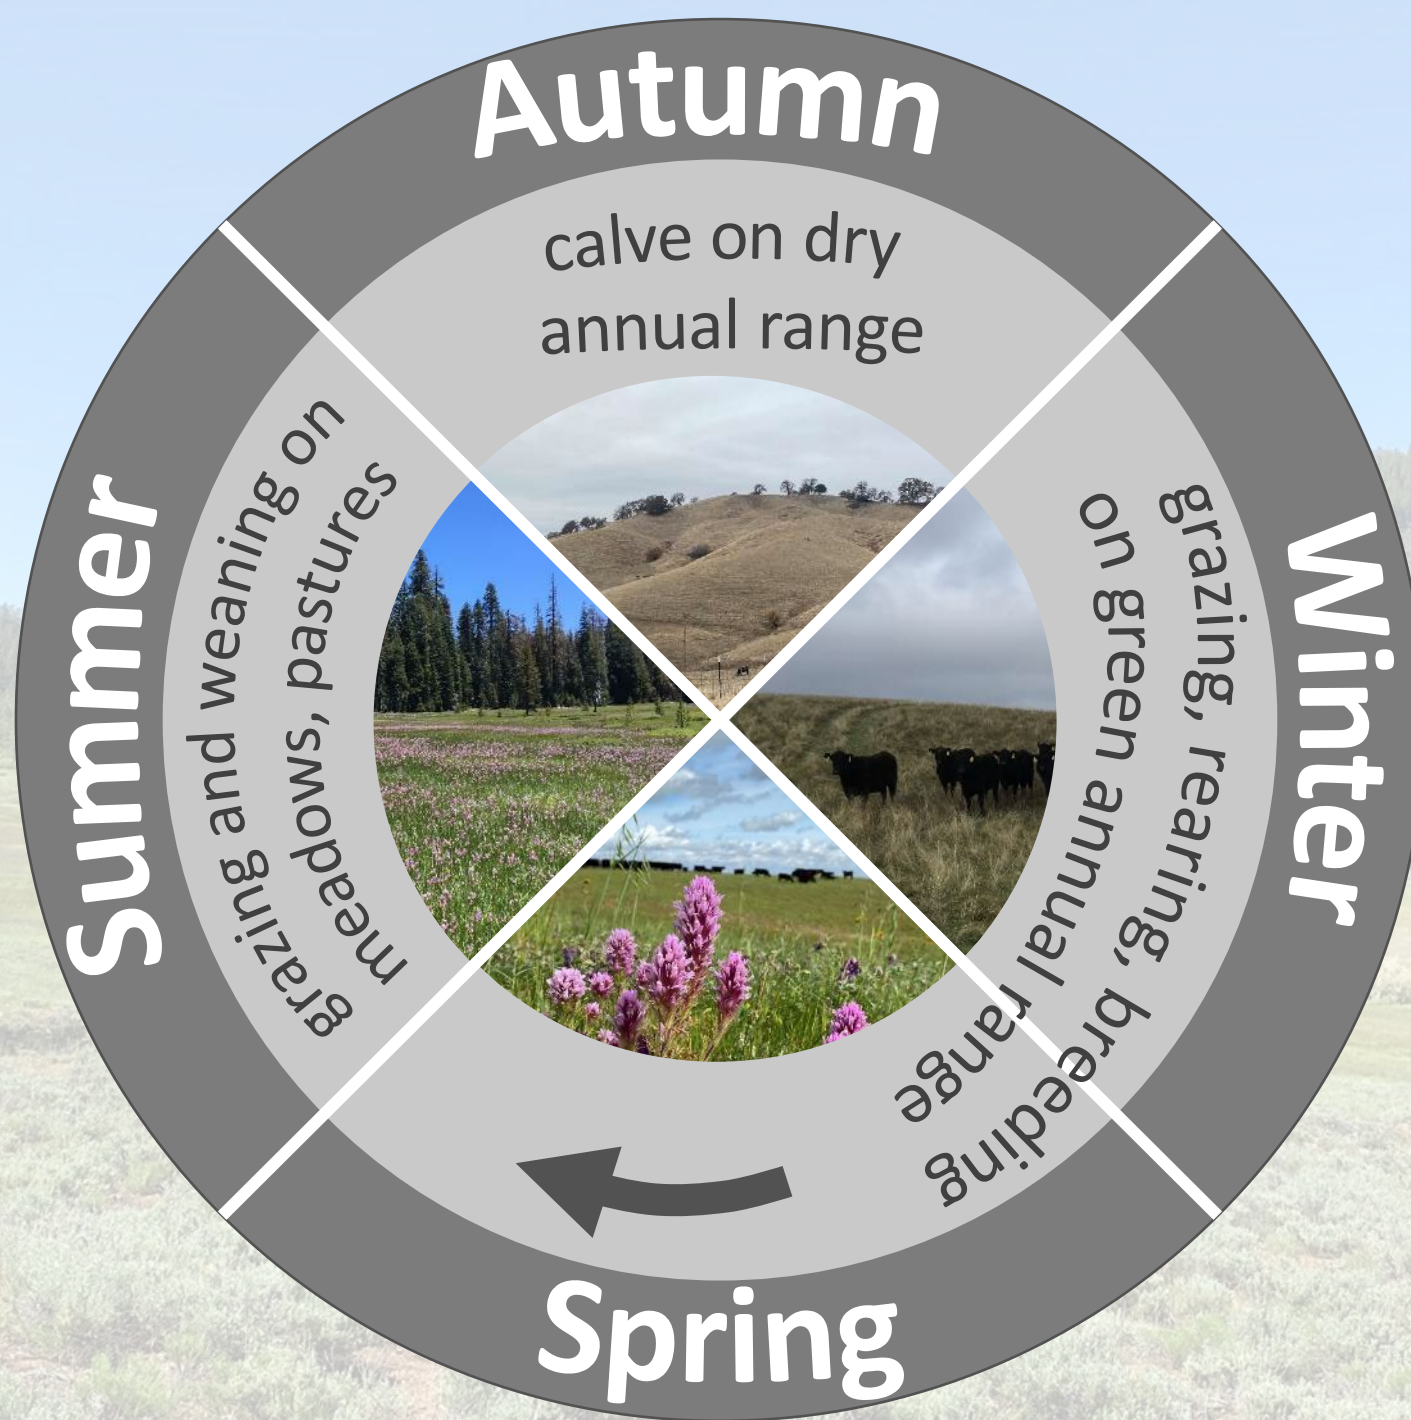 Autumn
calve on dry
annual range
Winter
grazing, rearing, breeding
on green annual range
Spring
Summer
grazing and weaning on
meadows, pastures